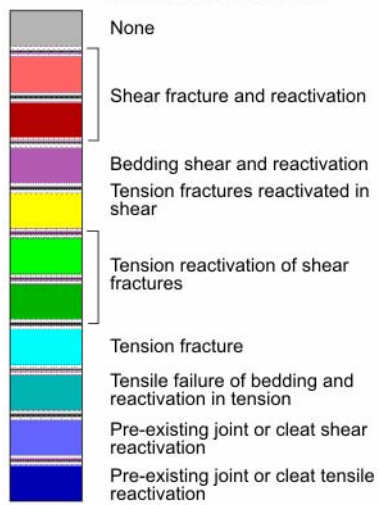 None
Shear fracture and reactivation
Bedding shear and reactivation
Tension fractures reactivated in
shear
Tension reactivation of shear
fractures
Tension fracture
Tensile failure of bedding and
reactivation in tension
Pre-existing joint or cleat shear
reactivation
Pre-existing joint or cleat tensile
reactivation